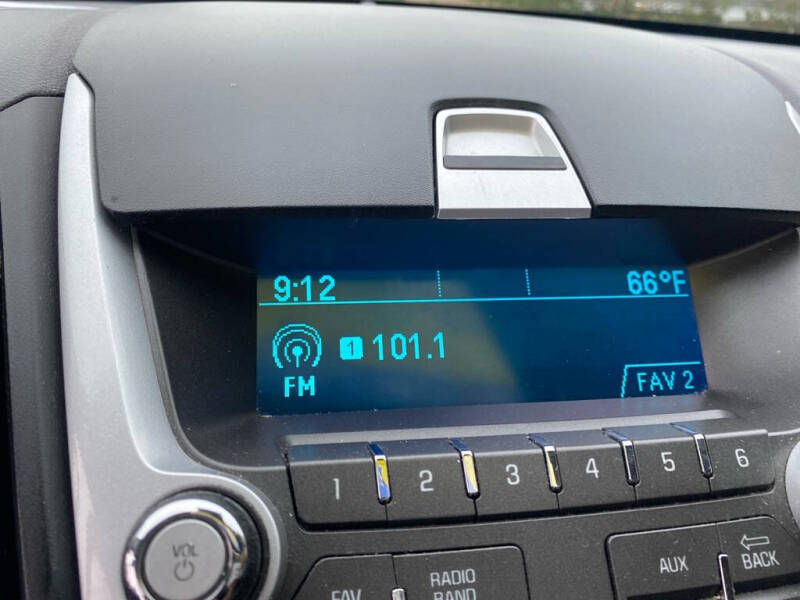 9:12 66°F
1 101.1
FM FAV 2
1 2 3 4 5 6
VOL
FAV RADIO BAND AUX BACK